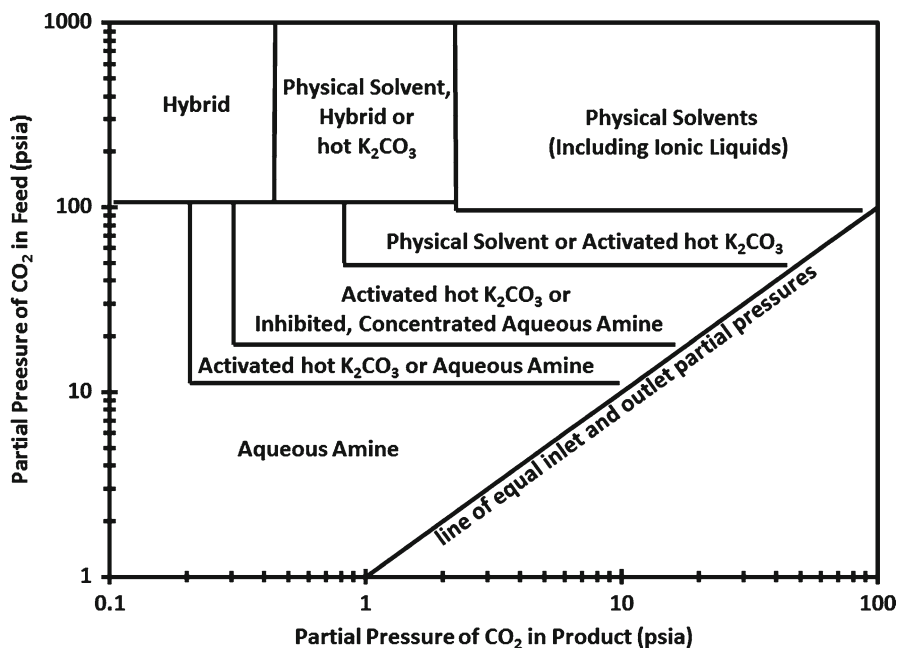 1000
Hybrid
Physical Solvent,
Hybrid or
hot K₂CO₃
Physical Solvents
(Including Ionic Liquids)
100
Physical Solvent or Activated hot K₂CO₃
Activated hot K₂CO₃ or
Inhibited, Concentrated Aqueous Amine
Activated hot K₂CO₃ or Aqueous Amine
10
Aqueous Amine
line of equal inlet and outlet partial pressures
1
0.1
1
10
100
Partial Preesure of CO₂ in Feed (psia)
Partial Pressure of CO₂ in Product (psia)